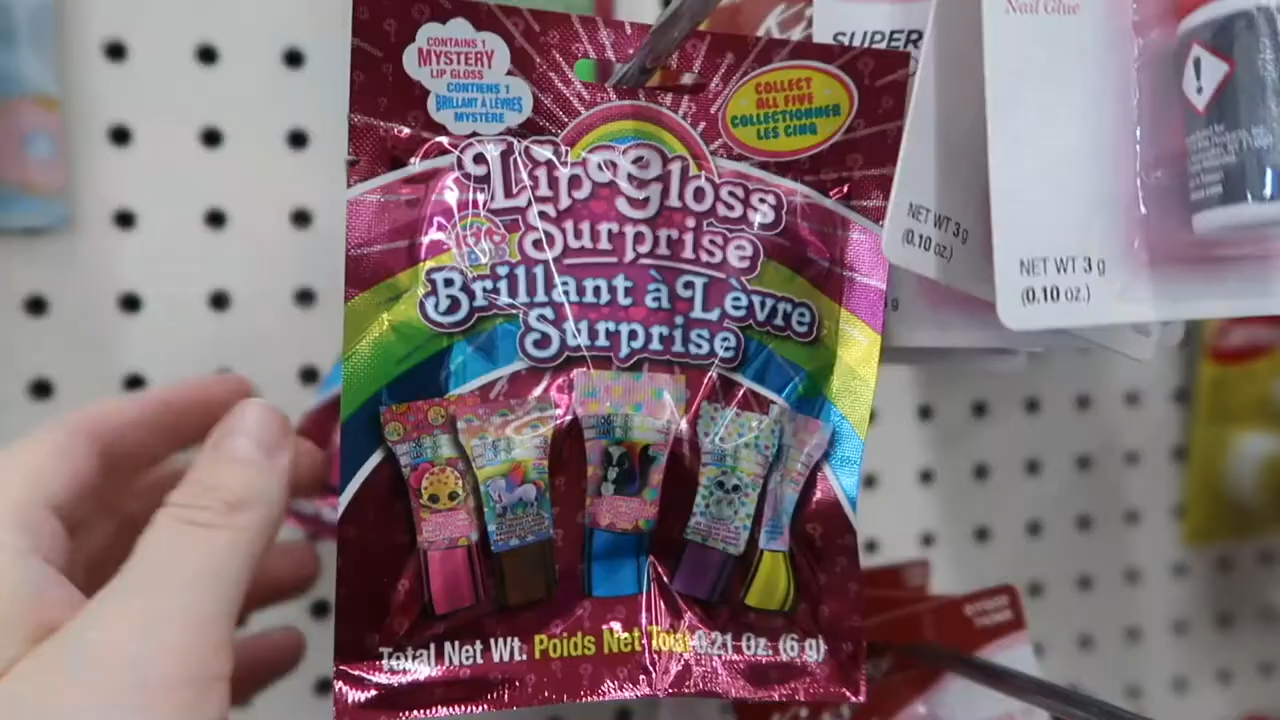 CONTAINS 1
MYSTERY
LIP GLOSS
CONTIENS 1
BRILLANT À LÈVRES
MYSTÈRE
COLLECT
ALL FIVE
COLLECTIONNER
LES CINQ
Lip Gloss
Surprise
Brillant à Lèvre
Surprise
Total Net Wt. Poids Net Total 0.21 Oz. (6 g)
SUPER
Nail Glue
NET WT 3 g
(0.10 oz.)
NET WT 3 g
(0.10 oz.)